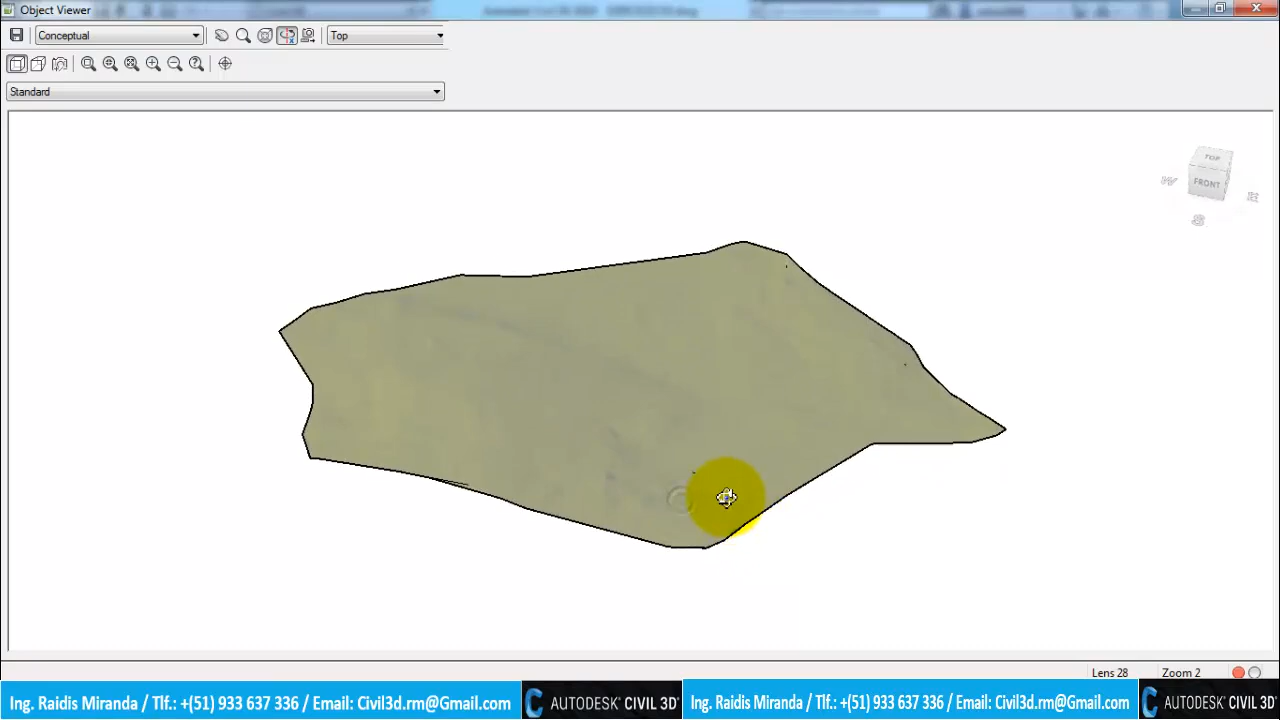 Object Viewer
Conceptual
Top
Standard
TOP
FRONT
W
E
S
Lens 28
Zoom 2
Ing. Raidis Miranda / Tlf.: +(51) 933 637 336 / Email: Civil3d.rm@Gmail.com
AUTODESK® CIVIL 3D
Ing. Raidis Miranda / Tlf.: +(51) 933 637 336 / Email: Civil3d.rm@Gmail.com
AUTODESK® CIVIL 3D